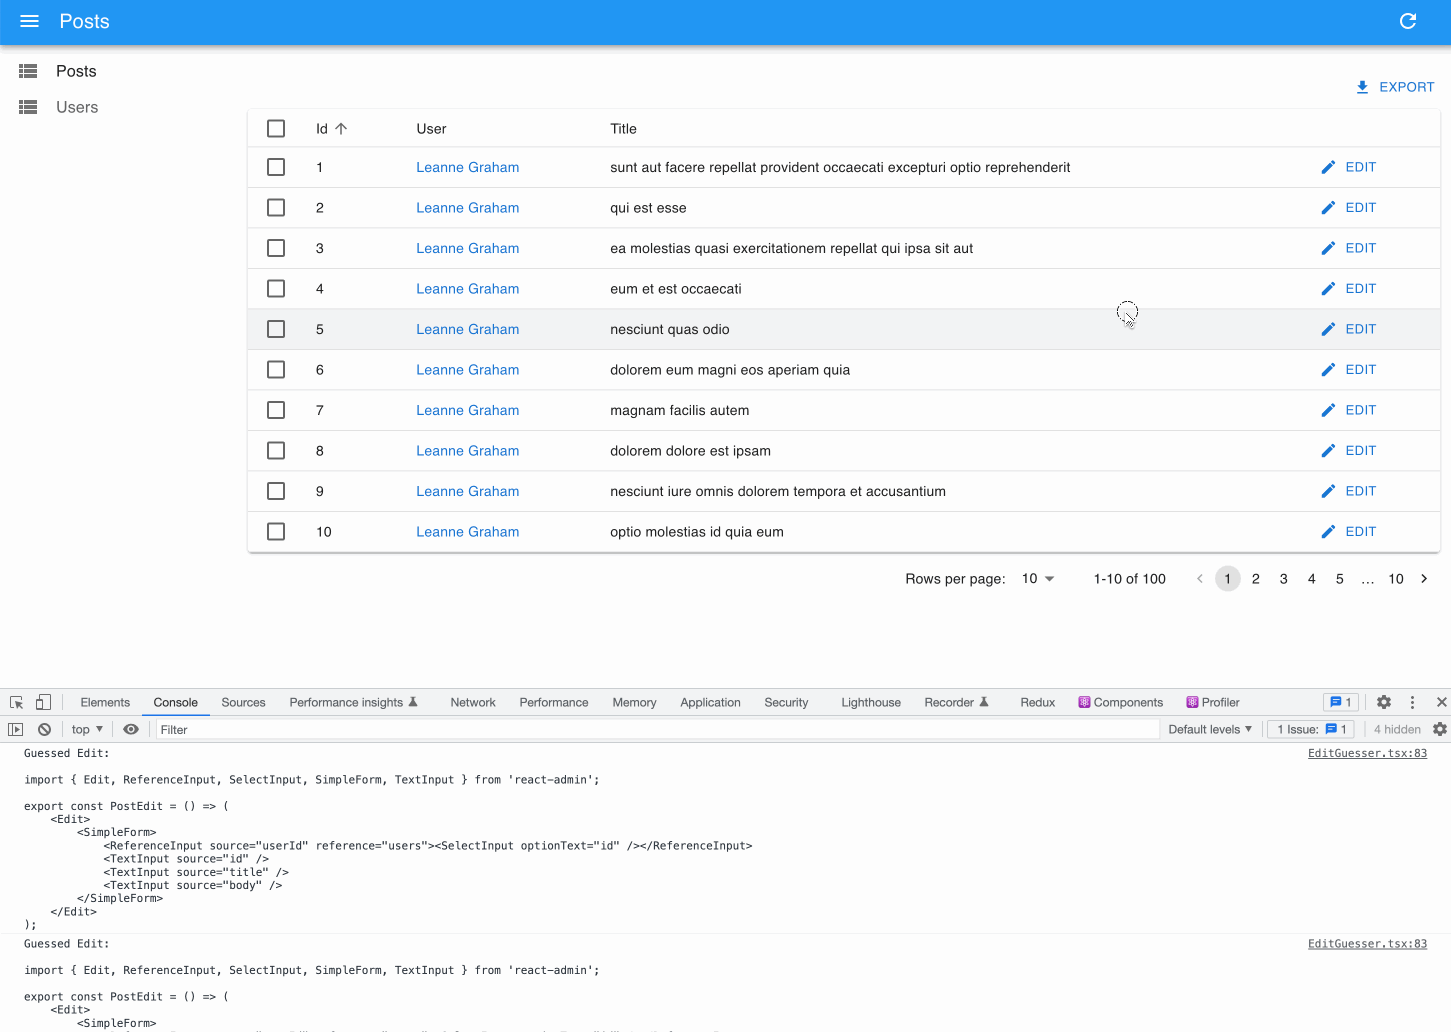 Posts
Posts
Users
EXPORT
Id User Title
1 Leanne Graham sunt aut facere repellat provident occaecati excepturi optio reprehenderit EDIT
2 Leanne Graham qui est esse EDIT
3 Leanne Graham ea molestias quasi exercitationem repellat qui ipsa sit aut EDIT
4 Leanne Graham eum et est occaecati EDIT
5 Leanne Graham nesciunt quas odio EDIT
6 Leanne Graham dolorem eum magni eos aperiam quia EDIT
7 Leanne Graham magnam facilis autem EDIT
8 Leanne Graham dolorem dolore est ipsam EDIT
9 Leanne Graham nesciunt iure omnis dolorem tempora et accusantium EDIT
10 Leanne Graham optio molestias id quia eum EDIT
Rows per page: 10 1-10 of 100 1 2 3 4 5 … 10
Elements Console Sources Performance insights Network Performance Memory Application Security Lighthouse Recorder Redux Components Profiler 1
top Filter Default levels 1 Issue: 1 4 hidden
Guessed Edit: EditGuesser.tsx:83
import { Edit, ReferenceInput, SelectInput, SimpleForm, TextInput } from 'react-admin';
export const PostEdit = () => (
<Edit>
<SimpleForm>
<ReferenceInput source="userId" reference="users"><SelectInput optionText="id" /></ReferenceInput>
<TextInput source="id" />
<TextInput source="title" />
<TextInput source="body" />
</SimpleForm>
</Edit>
);
Guessed Edit: EditGuesser.tsx:83
import { Edit, ReferenceInput, SelectInput, SimpleForm, TextInput } from 'react-admin';
export const PostEdit = () => (
<Edit>
<SimpleForm>